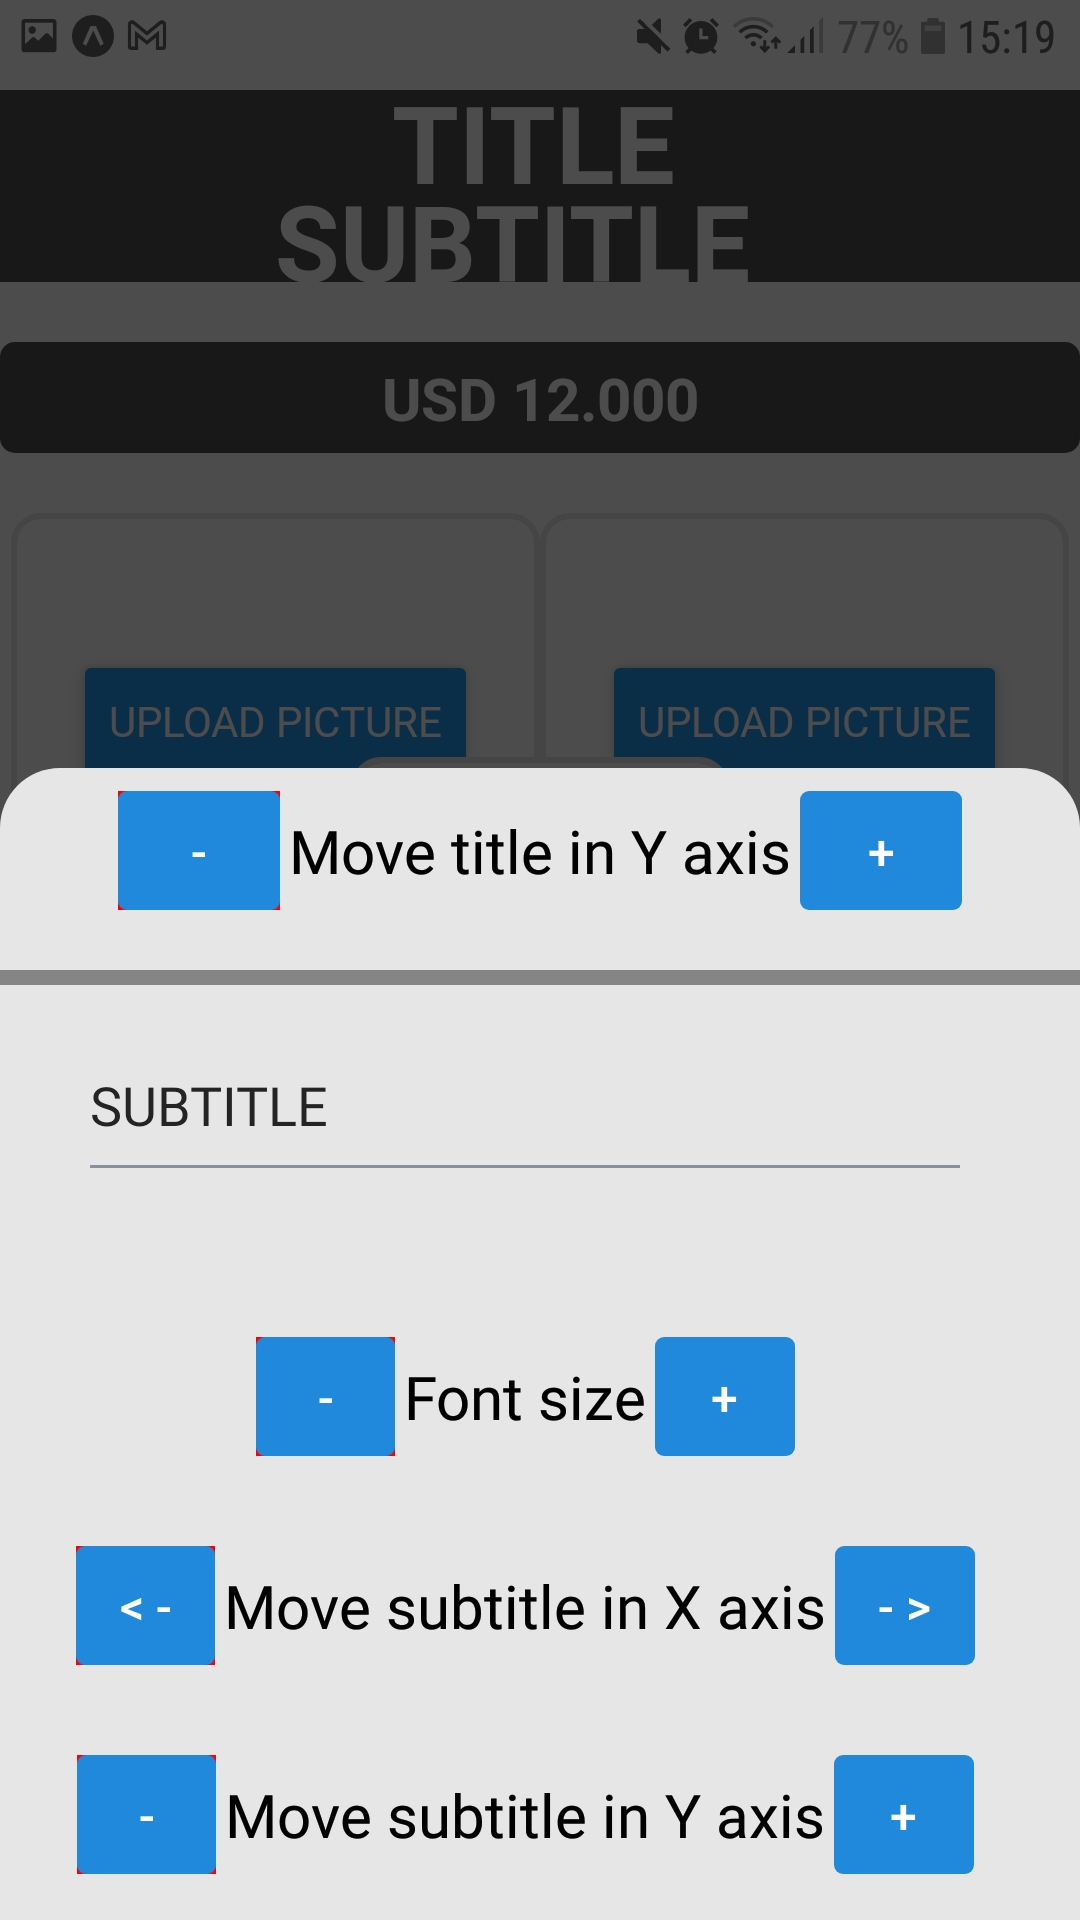 77% 15:19
TITLE
SUBTITLE
USD 12.000
UPLOAD PICTURE UPLOAD PICTURE
- Move title in Y axis +
SUBTITLE
- Font size +
< - Move subtitle in X axis - >
- Move subtitle in Y axis +